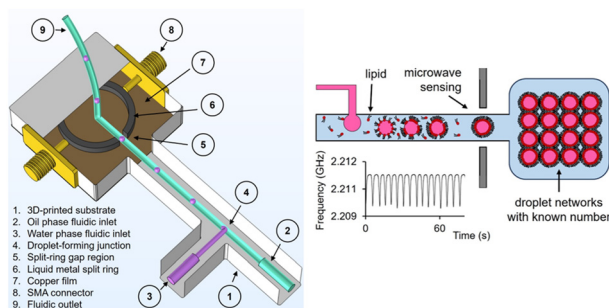 9
8
7
6
5
4
2
3
1
1. 3D-printed substrate
2. Oil phase fluidic inlet
3. Water phase fluidic inlet
4. Droplet-forming junction
5. Split-ring gap region
6. Liquid metal split ring
7. Copper film
8. SMA connector
9. Fluidic outlet
lipid
microwave
sensing
Frequency (GHz)
2.212
2.211
2.209
0
60
Time (s)
droplet networks
with known number